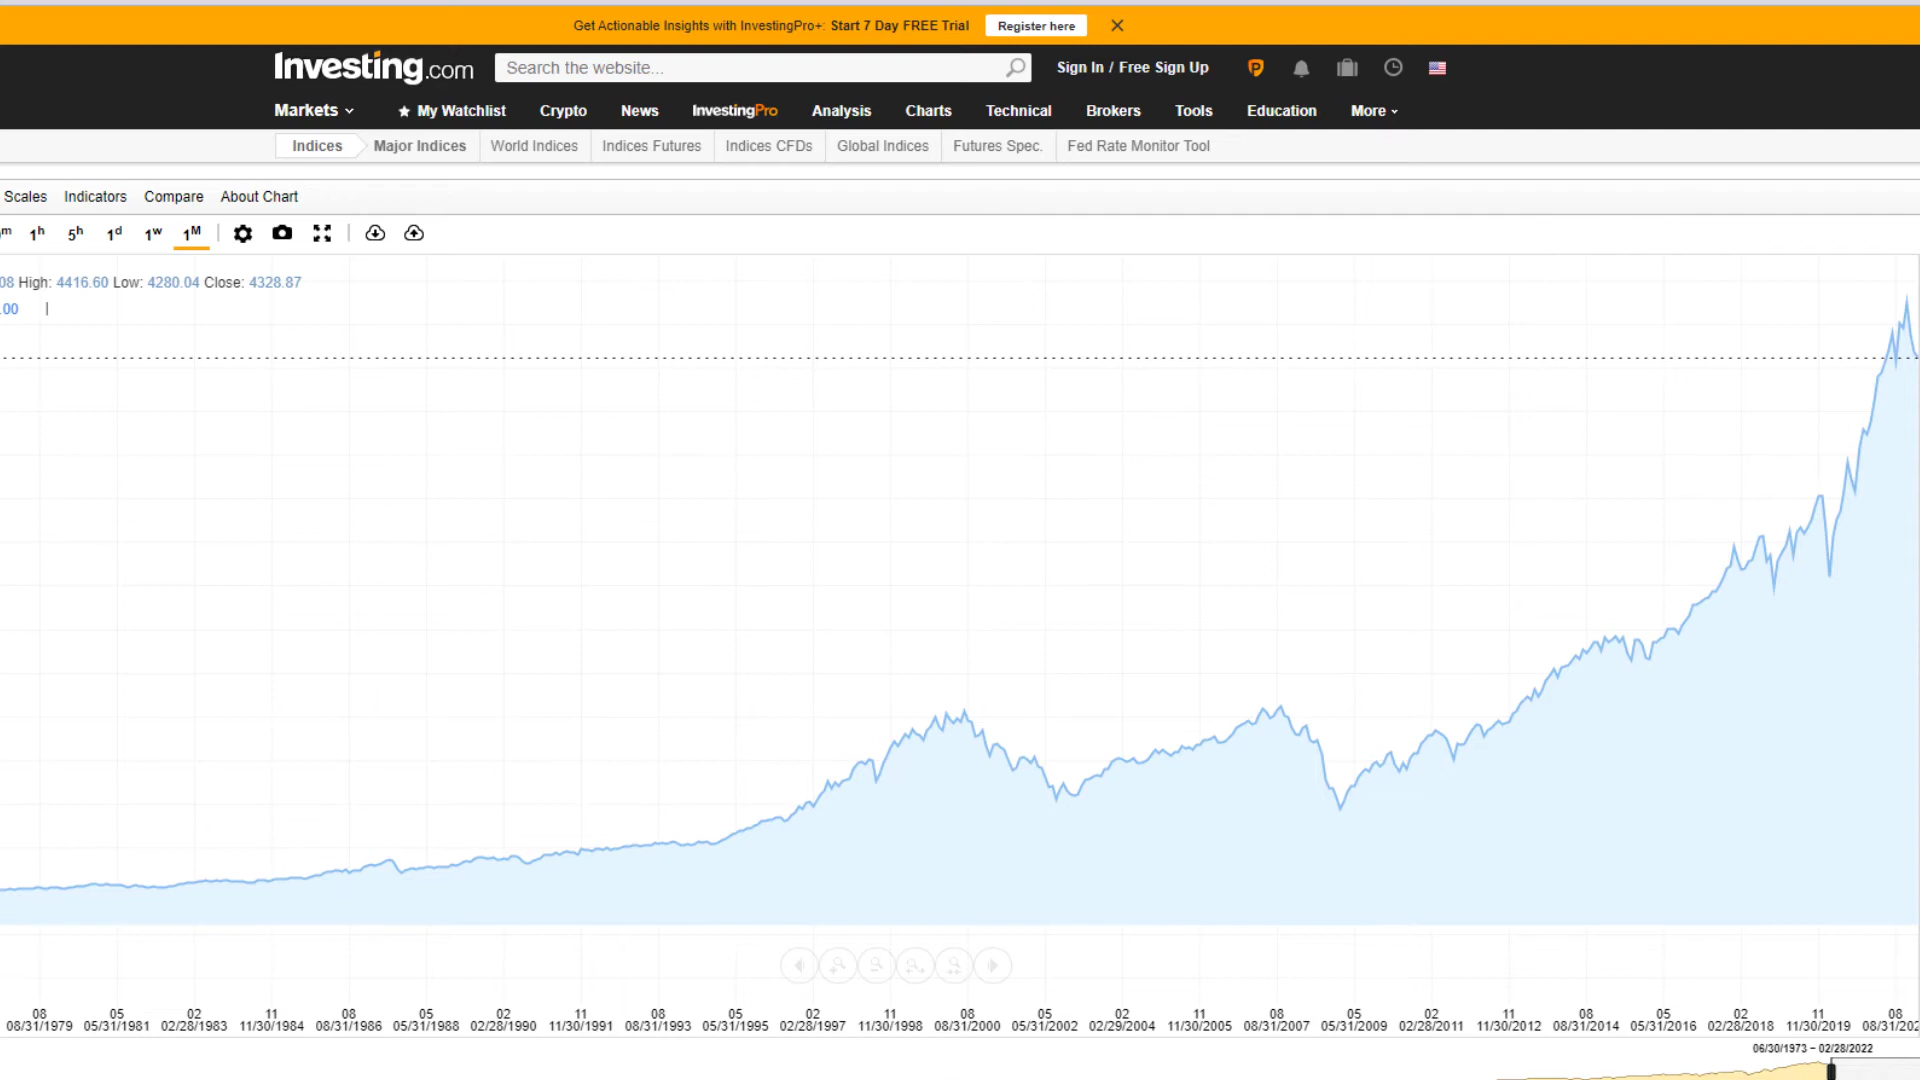 Get Actionable Insights with InvestingPro+: Start 7 Day FREE Trial Register here
Investing.com Search the website... Sign In / Free Sign Up
Markets My Watchlist Crypto News InvestingPro Analysis Charts Technical Brokers Tools Education More
Indices Major Indices World Indices Indices Futures Indices CFDs Global Indices Futures Spec. Fed Rate Monitor Tool
Scales Indicators Compare About Chart
m 1h 5h 1d 1w 1M
08 High: 4416.60 Low: 4280.04 Close: 4328.87
.00
08 05 02 11 08 05 02 11 08 05 02 11 08 05 02 11 08 05 02 11 08 05 02 11 08
08/31/1979 05/31/1981 02/28/1983 11/30/1984 08/31/1986 05/31/1988 02/28/1990 11/30/1991 08/31/1993 05/31/1995 02/28/1997 11/30/1998 08/31/2000 05/31/2002 02/29/2004 11/30/2005 08/31/2007 05/31/2009 02/28/2011 11/30/2012 08/31/2014 05/31/2016 02/28/2018 11/30/2019 08/31/202
06/30/1973 - 02/28/2022